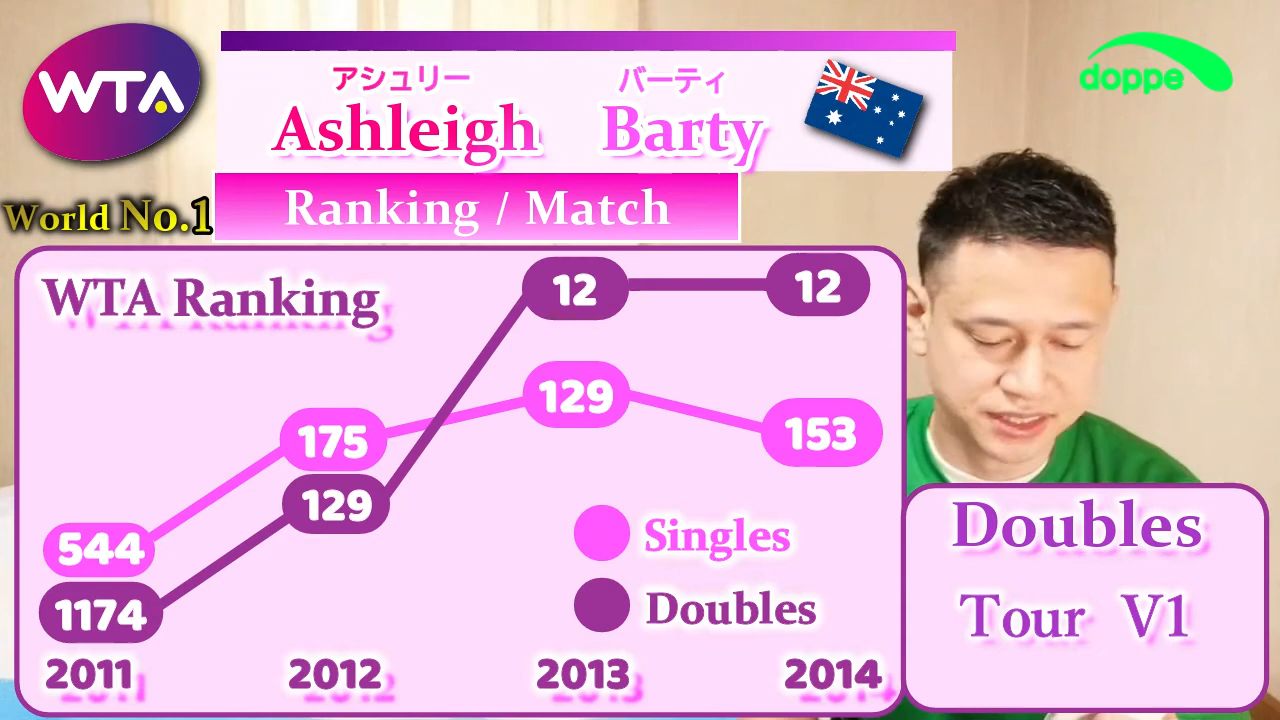 WTA
アシュリー バーティ
Ashleigh Barty
doppe
World No.1
Ranking / Match
WTA Ranking
12 12
129
175
153
129
544
1174
Singles
Doubles
2011 2012 2013 2014
Doubles
Tour V1